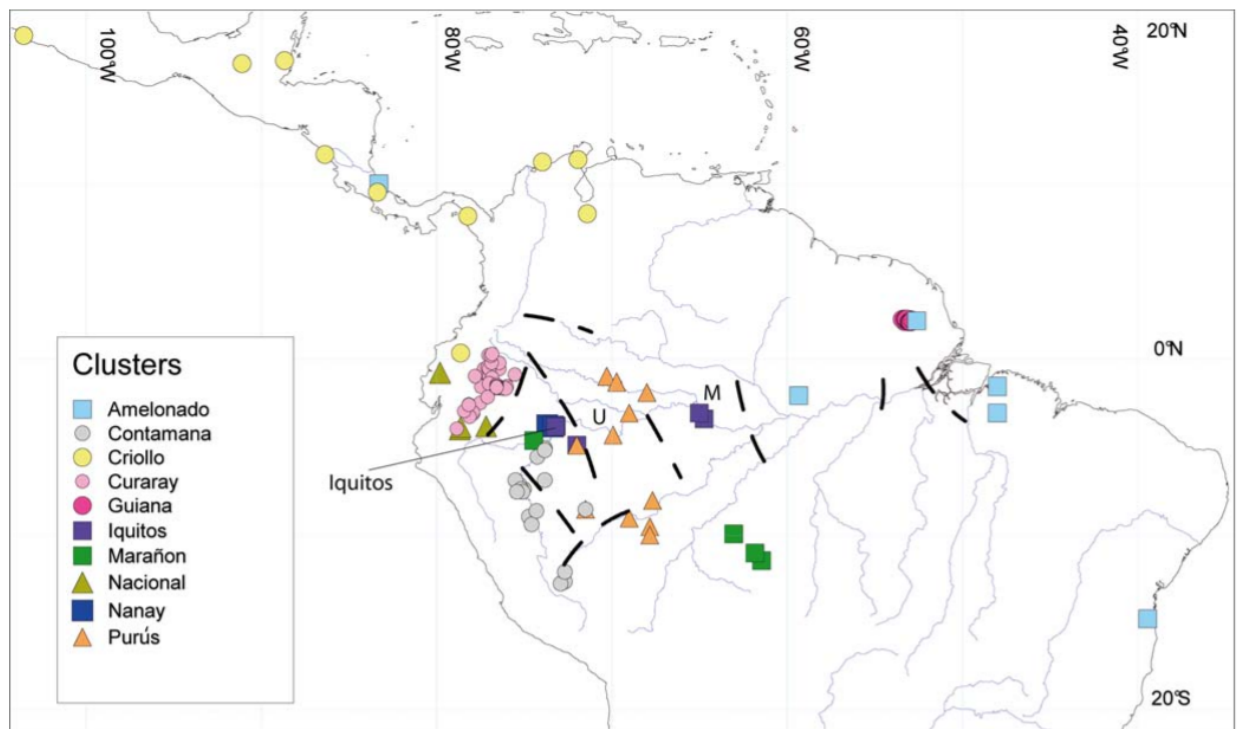 100°W
80°W
60°W
40°W
20°N
0°N
M
U
Iquitos
20°S
Clusters
Amelonado
Contamana
Criollo
Curaray
Guiana
Iquitos
Marañon
Nacional
Nanay
Purús